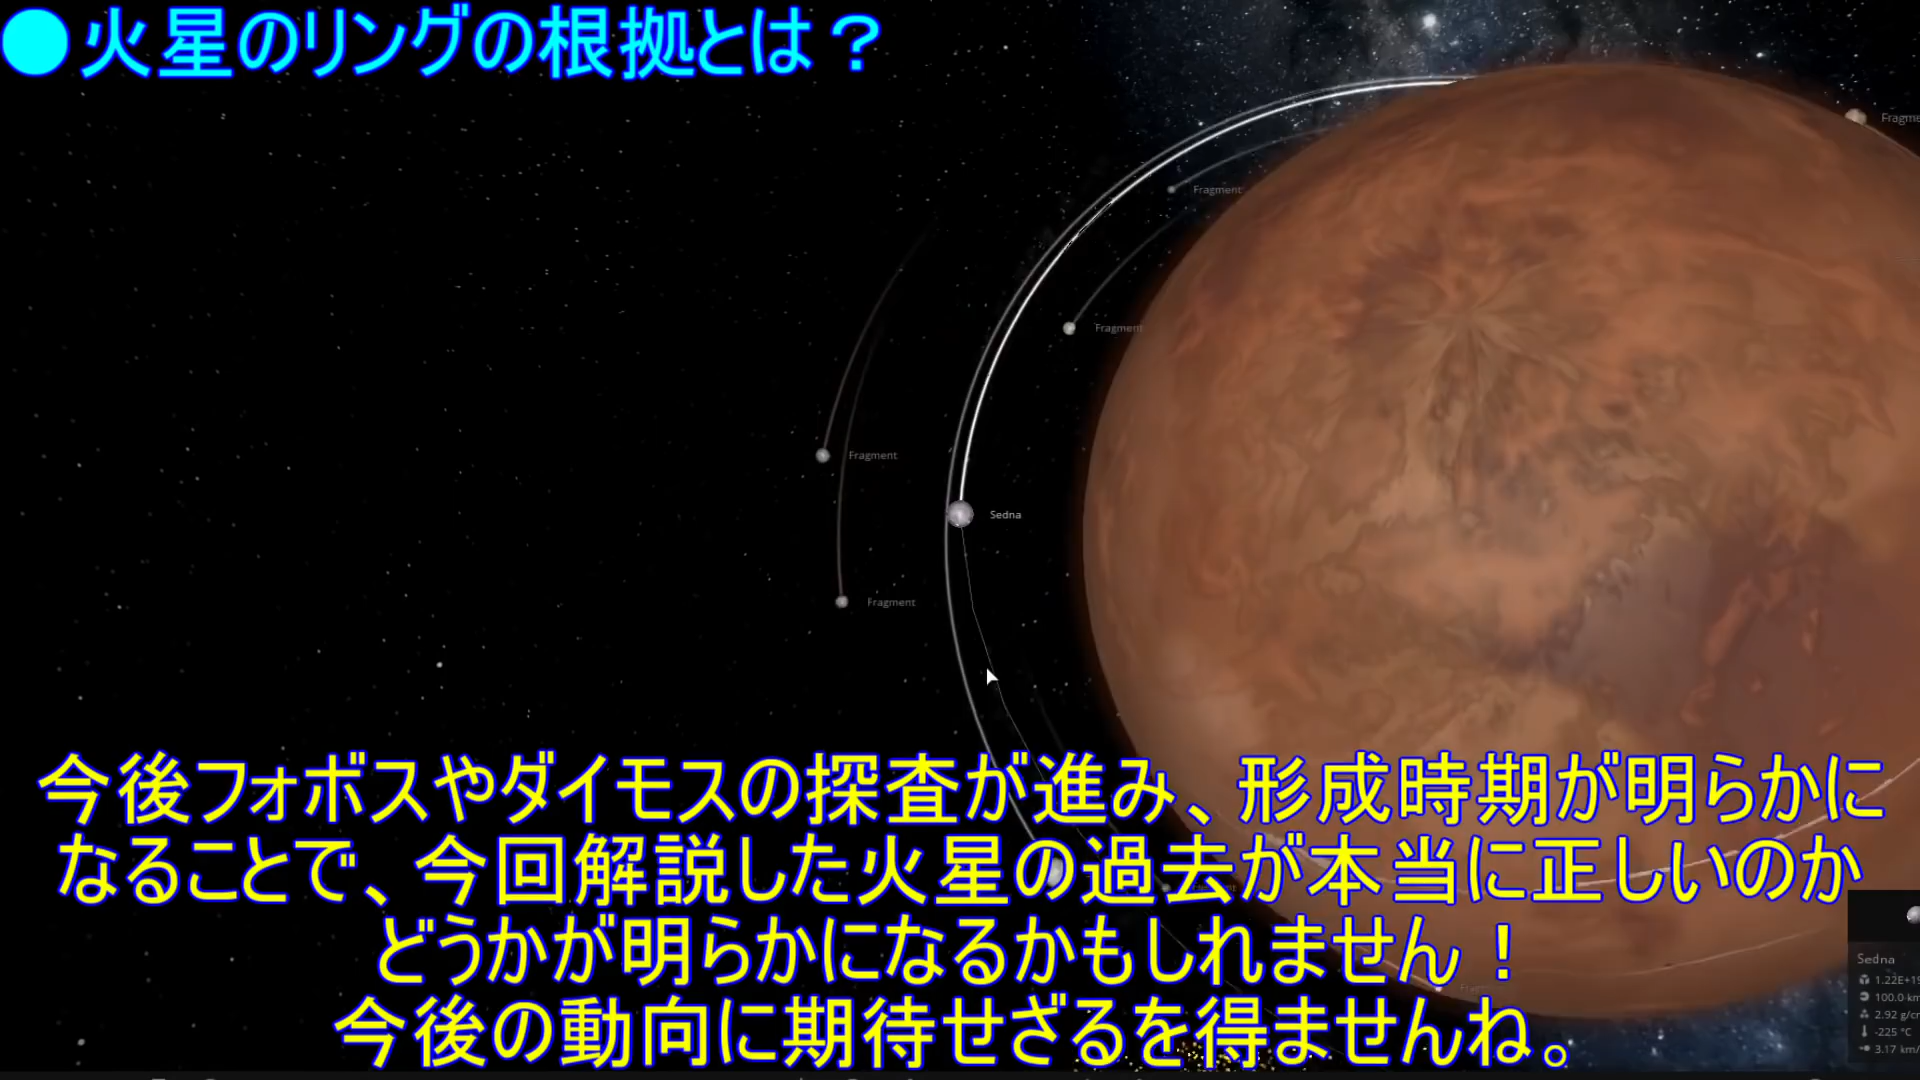 ●火星のリングの根拠とは？
Fragment
Fragment
Fragment
Sedna
Fragment
今後フォボスやダイモスの探査が進み、形成時期が明らかに
なることで、今回解説した火星の過去が本当に正しいのか
どうかが明らかになるかもしれません！
今後の動向に期待せざるを得ませんね。
Sedna
100.0 km
-225 °C